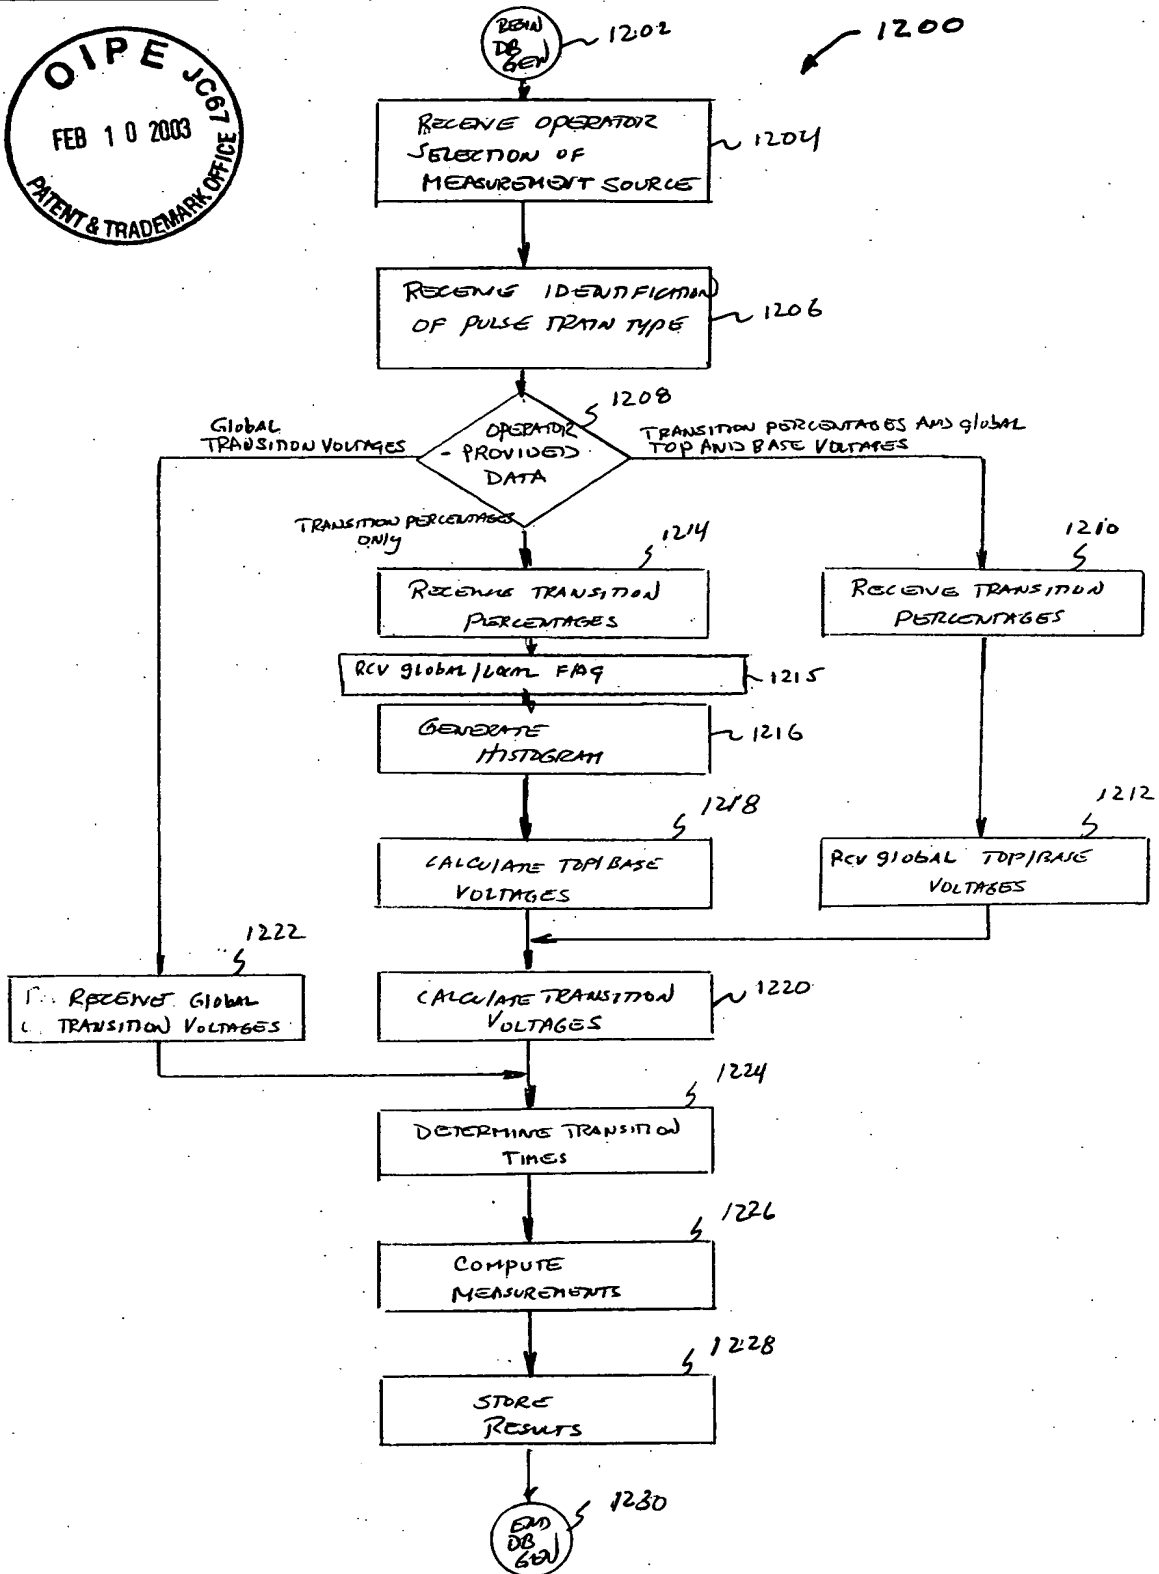 OIPE JC67
FEB 10 2003
PATENT & TRADEMARK OFFICE
1200
BEGIN
DB
GEN
1202
RECEIVE OPERATOR
SELECTION OF
MEASUREMENT SOURCE
1204
RECEIVE IDENTIFICATION
OF PULSE TRAIN TYPE
1206
1208
OPERATOR
- PROVIDED
DATA
Global
TRANSITION VOLTAGES
TRANSITION PERCENTAGES AND global
TOP AND BASE VOLTAGES
TRANSITION PERCENTAGES
ONly
1214
RECEIVE TRANSITION
PERCENTAGES
1210
RECEIVE TRANSITION
PERCENTAGES
RCV global/local FlAg
1215
GENERATE
HISTOGRAM
1216
1218
CALCULATE TOP/BASE
VOLTAGES
1212
RCV global TOP/BASE
VOLTAGES
1222
RECEIVE Global
TRANSITION VOLTAGES
CALCULATE TRANSITION
VOLTAGES
1220
1224
DETERMINE TRANSITION
TIMES
1226
COMPUTE
MEASUREMENTS
1228
STORE
RESULTS
END
DB
GEN
1230